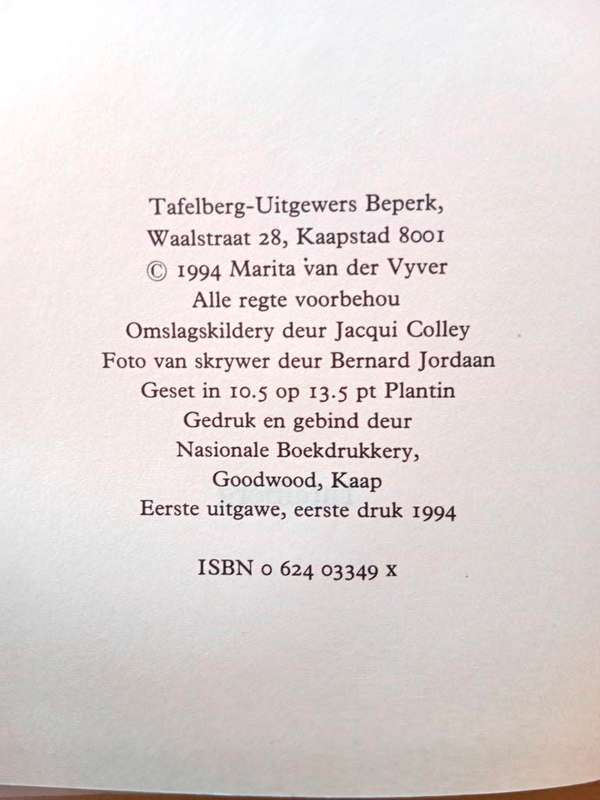 Tafelberg-Uitgewers Beperk,
Waalstraat 28, Kaapstad 8001
© 1994 Marita van der Vyver
Alle regte voorbehou
Omslagskildery deur Jacqui Colley
Foto van skrywer deur Bernard Jordaan
Geset in 10.5 op 13.5 pt Plantin
Gedruk en gebind deur
Nasionale Boekdrukkery,
Goodwood, Kaap
Eerste uitgawe, eerste druk 1994
ISBN 0 624 03349 X